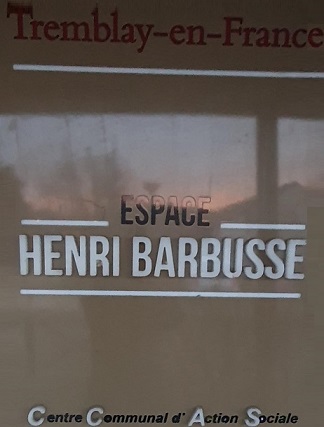 Tremblay-en-France
ESPACE
HENRI BARBUSSE
Centre Communal d'Action Sociale